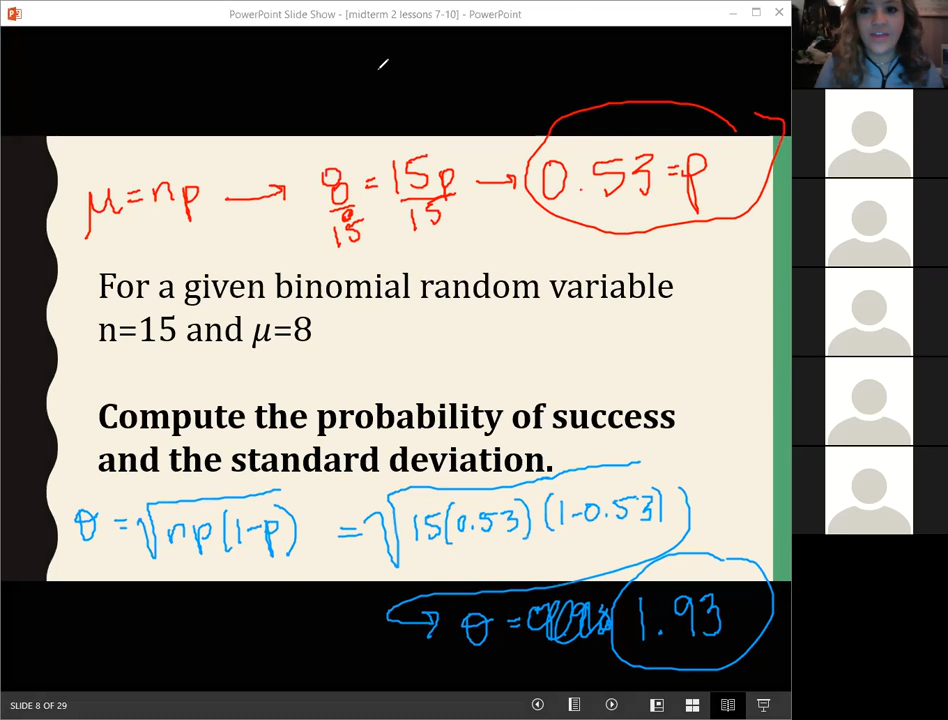 PowerPoint Slide Show - [midterm 2 lessons 7-10] - PowerPoint
μ=np → 8/15 = 15p/15 → 0.53=p
For a given binomial random variable
n=15 and μ=8
Compute the probability of success
and the standard deviation.
θ = √np(1-p) = √15(0.53)(1-0.53)
→ θ = 1.93
SLIDE 8 OF 29